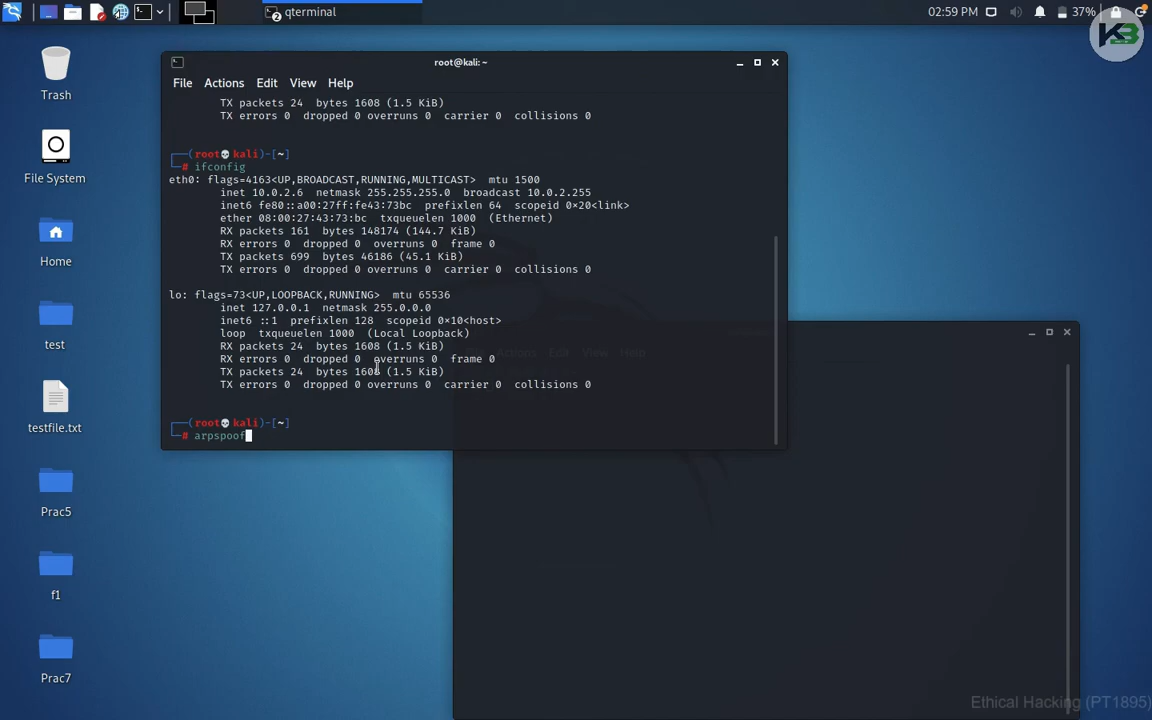 qterminal
02:59 PM
37%
K3
Trash
File System
Home
test
testfile.txt
Prac5
f1
Prac7
root@kali: ~
File Actions Edit View Help
TX packets 24 bytes 1608 (1.5 KiB)
TX errors 0 dropped 0 overruns 0 carrier 0 collisions 0
┌──(root💀kali)-[~]
└─# ifconfig
eth0: flags=4163<UP,BROADCAST,RUNNING,MULTICAST> mtu 1500
inet 10.0.2.6 netmask 255.255.255.0 broadcast 10.0.2.255
inet6 fe80::a00:27ff:fe43:73bc prefixlen 64 scopeid 0×20<link>
ether 08:00:27:43:73:bc txqueuelen 1000 (Ethernet)
RX packets 161 bytes 148174 (144.7 KiB)
RX errors 0 dropped 0 overruns 0 frame 0
TX packets 699 bytes 46186 (45.1 KiB)
TX errors 0 dropped 0 overruns 0 carrier 0 collisions 0
lo: flags=73<UP,LOOPBACK,RUNNING> mtu 65536
inet 127.0.0.1 netmask 255.0.0.0
inet6 ::1 prefixlen 128 scopeid 0×10<host>
loop txqueuelen 1000 (Local Loopback)
RX packets 24 bytes 1608 (1.5 KiB)
RX errors 0 dropped 0 overruns 0 frame 0
TX packets 24 bytes 1608 (1.5 KiB)
TX errors 0 dropped 0 overruns 0 carrier 0 collisions 0
┌──(root💀kali)-[~]
└─# arpspoof
Actions Edit View Help
Ethical Hacking (PT1895)